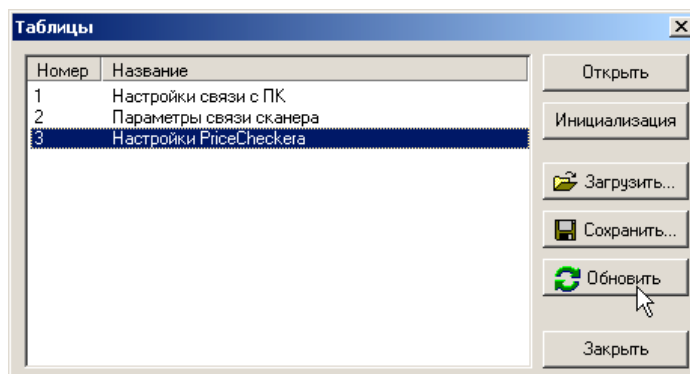 Таблицы
Номер Название
1 Настройки связи с ПК
2 Параметры связи сканера
3 Настройки PriceCheckera
Открыть
Инициализация
Загрузить...
Сохранить...
Обновить
Закрыть